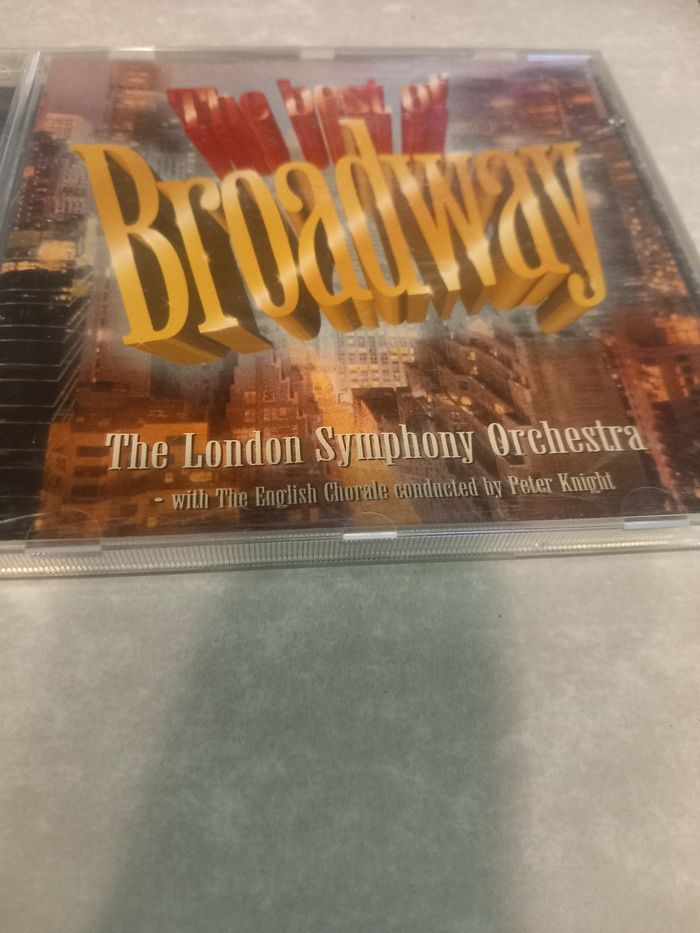 The best of
Broadway
The London Symphony Orchestra
- with The English Chorale conducted by Peter Knight